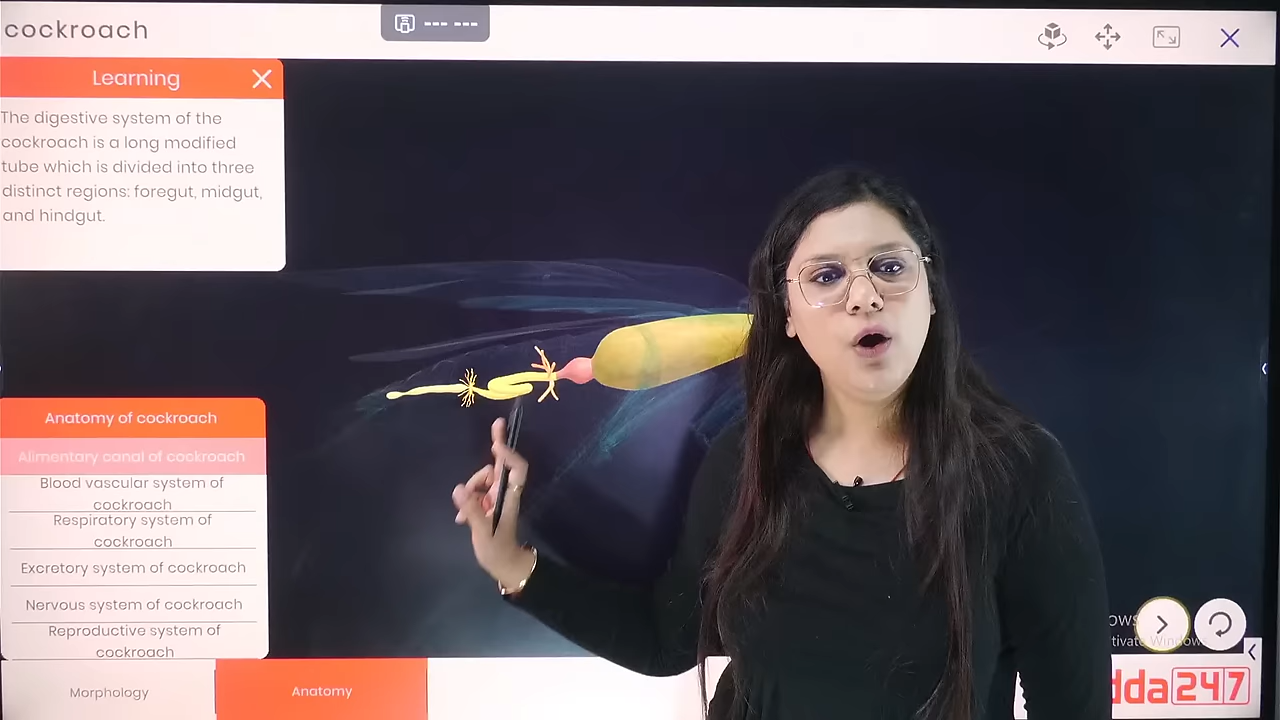 cockroach
Learning
The digestive system of the
cockroach is a long modified
tube which is divided into three
distinct regions: foregut, midgut,
and hindgut.
Anatomy of cockroach
Alimentary canal of cockroach
Blood vascular system of
cockroach
Respiratory system of
cockroach
Excretory system of cockroach
Nervous system of cockroach
Reproductive system of
cockroach
Morphology
Anatomy
Windows
247